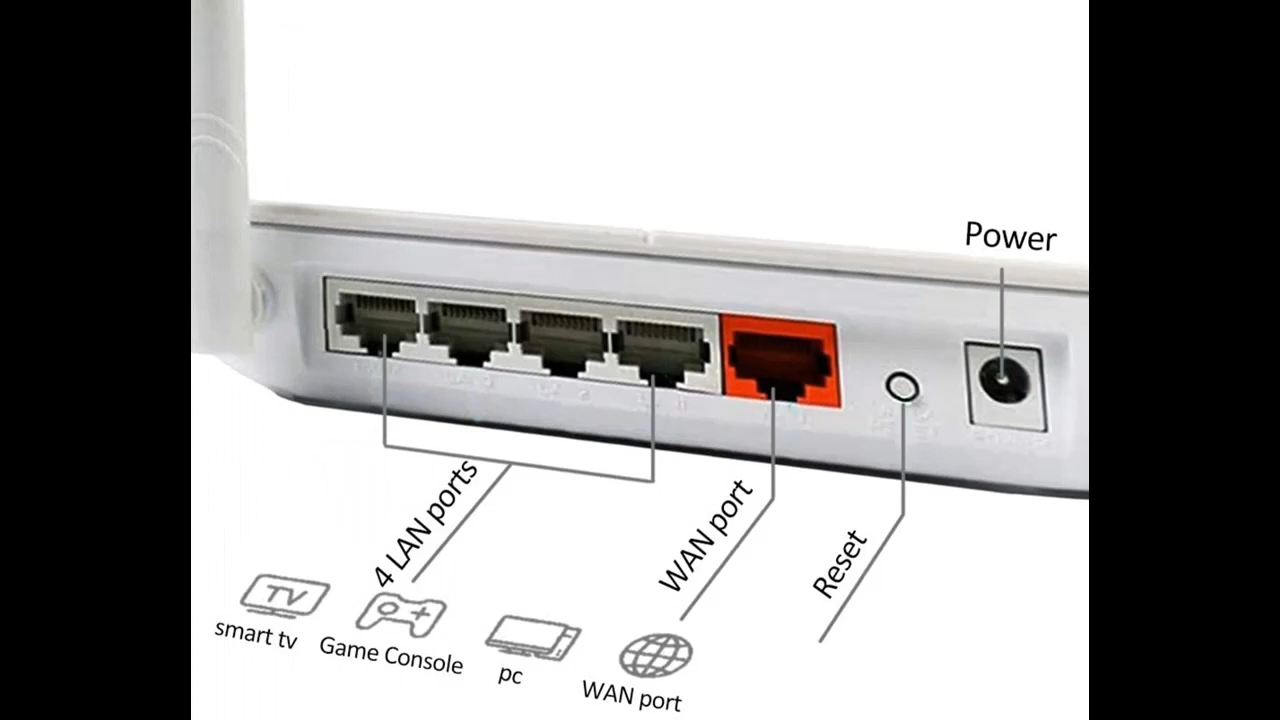 Power
4 LAN ports
WAN port
Reset
TV
smart tv
Game Console
pc
WAN port